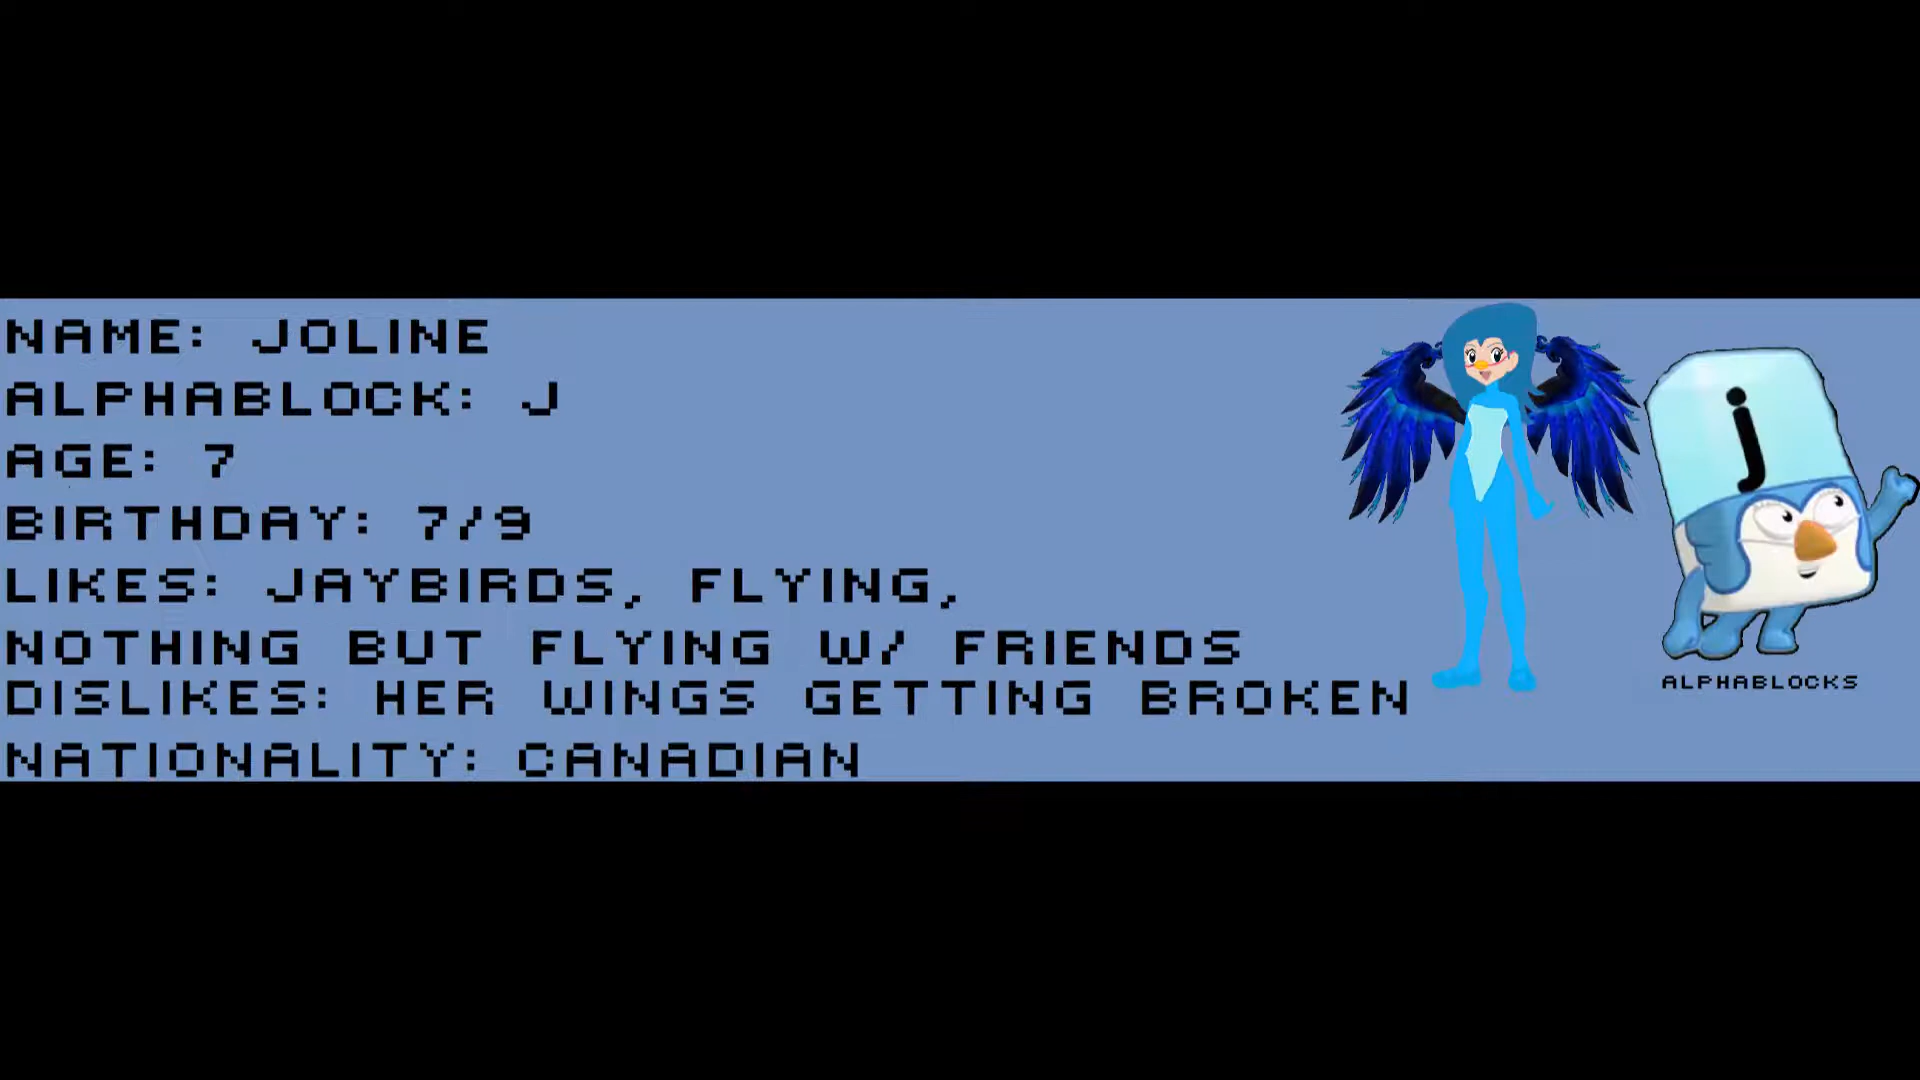 NAME: JOLINE
ALPHABLOCK: J
AGE: 7
BIRTHDAY: 7/9
LIKES: JAYBIRDS, FLYING,
NOTHING BUT FLYING W/ FRIENDS
DISLIKES: HER WINGS GETTING BROKEN
NATIONALITY: CANADIAN
j
ALPHABLOCKS